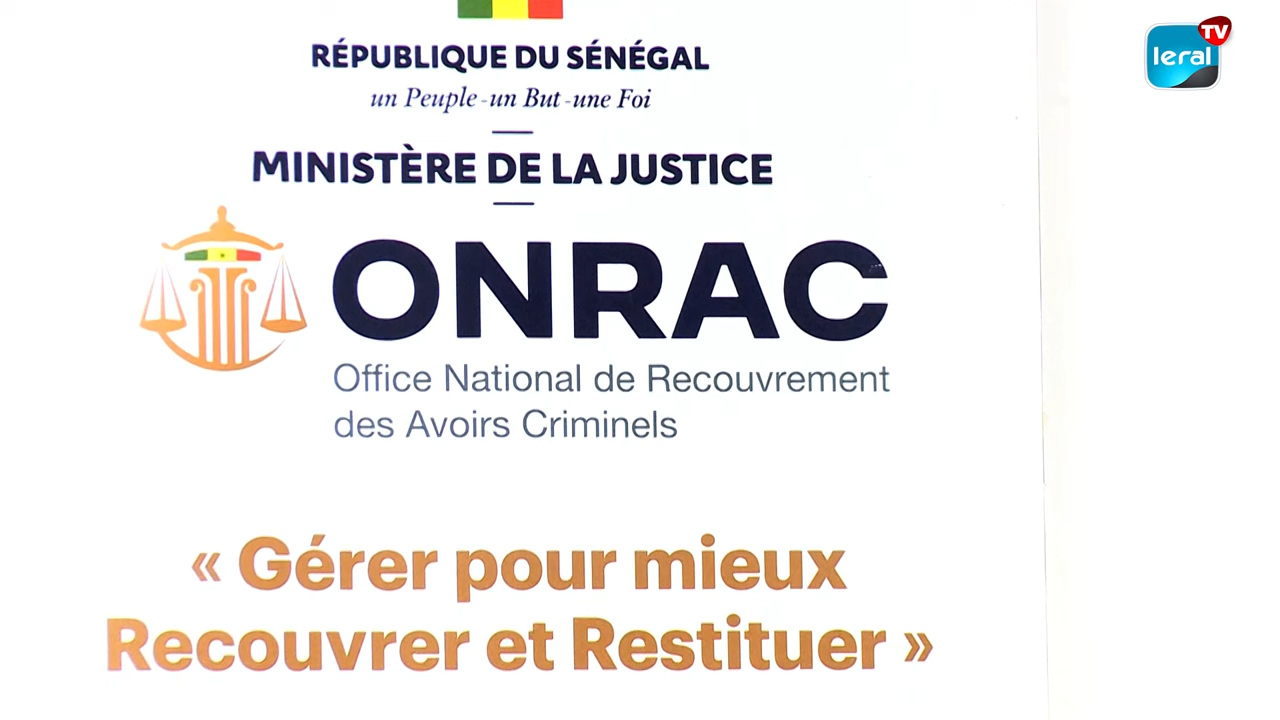 RÉPUBLIQUE DU SÉNÉGAL
un Peuple - un But - une Foi
MINISTÈRE DE LA JUSTICE
ONRAC
Office National de Recouvrement
des Avoirs Criminels
« Gérer pour mieux
Recouvrer et Restituer »
leral TV